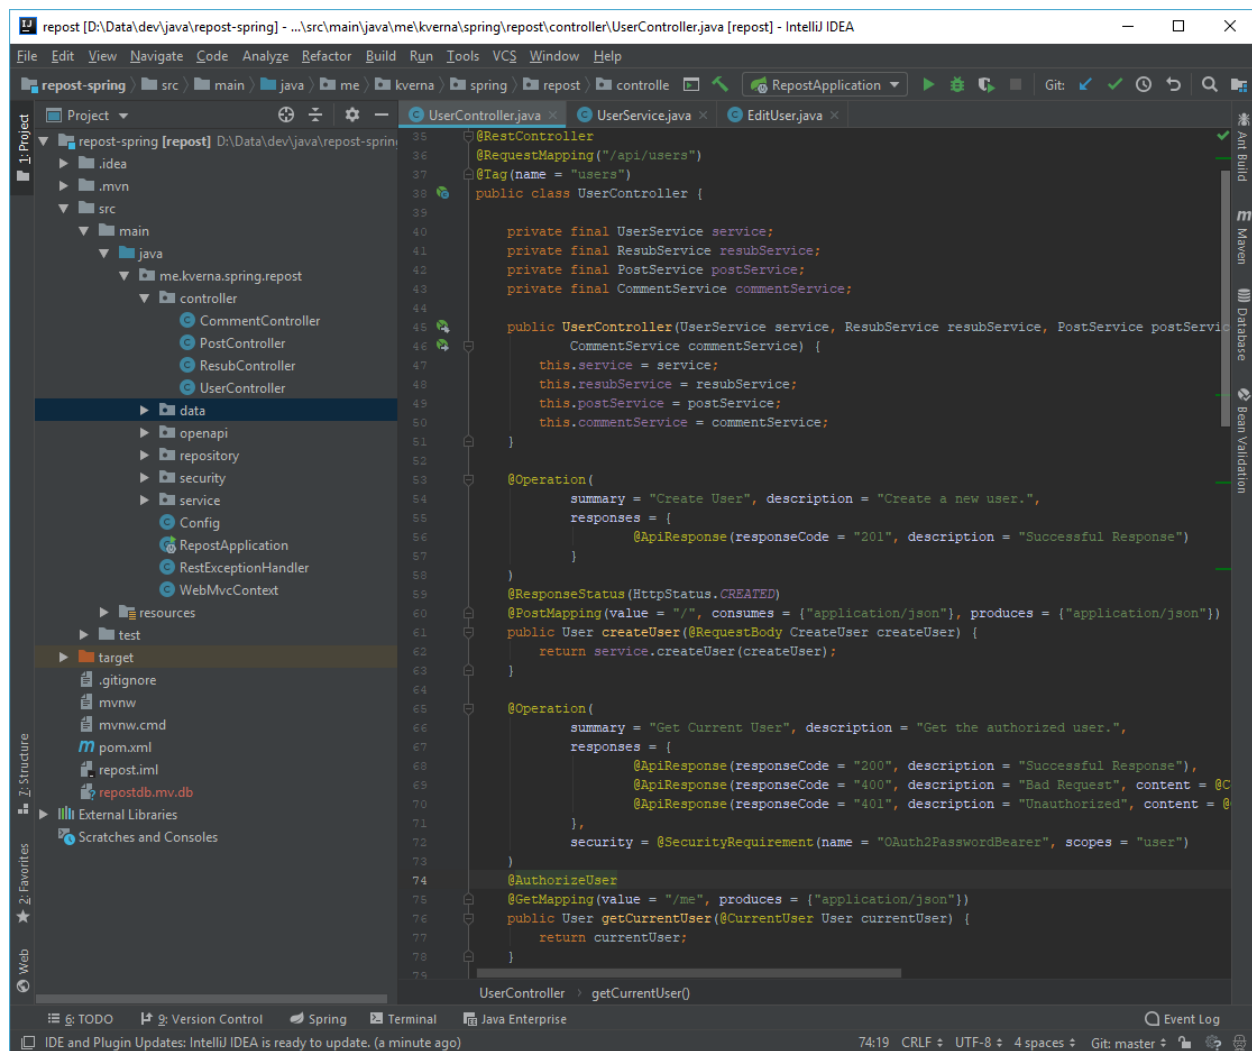 repost [D:\Data\dev\java\repost-spring] - ...\src\main\java\me\kverna\spring\repost\controller\UserController.java [repost] - IntelliJ IDEA
File Edit View Navigate Code Analyze Refactor Build Run Tools VCS Window Help
repost-spring src main java me kverna spring repost controlle RepostApplication Git:
Project
UserController.java UserService.java EditUser.java
1: Project
7: Structure
2: Favorites
Web
repost-spring [repost] D:\Data\dev\java\repost-sprin
.idea
.mvn
src
main
java
me.kverna.spring.repost
controller
CommentController
PostController
ResubController
UserController
data
openapi
repository
security
service
Config
RepostApplication
RestExceptionHandler
WebMvcContext
resources
test
target
.gitignore
mvnw
mvnw.cmd
pom.xml
repost.iml
repostdb.mv.db
External Libraries
Scratches and Consoles
35 @RestController
36 @RequestMapping("/api/users")
37 @Tag(name = "users")
38 public class UserController {
39
40 private final UserService service;
41 private final ResubService resubService;
42 private final PostService postService;
43 private final CommentService commentService;
44
45 public UserController(UserService service, ResubService resubService, PostService postServic
46 CommentService commentService) {
47 this.service = service;
48 this.resubService = resubService;
49 this.postService = postService;
50 this.commentService = commentService;
51 }
52
53 @Operation(
54 summary = "Create User", description = "Create a new user.",
55 responses = {
56 @ApiResponse(responseCode = "201", description = "Successful Response")
57 }
58 )
59 @ResponseStatus(HttpStatus.CREATED)
60 @PostMapping(value = "/", consumes = {"application/json"}, produces = {"application/json"})
61 public User createUser(@RequestBody CreateUser createUser) {
62 return service.createUser(createUser);
63 }
64
65 @Operation(
66 summary = "Get Current User", description = "Get the authorized user.",
67 responses = {
68 @ApiResponse(responseCode = "200", description = "Successful Response"),
69 @ApiResponse(responseCode = "400", description = "Bad Request", content = @C
70 @ApiResponse(responseCode = "401", description = "Unauthorized", content = @
71 },
72 security = @SecurityRequirement(name = "OAuth2PasswordBearer", scopes = "user")
73 )
74 @AuthorizeUser
75 @GetMapping(value = "/me", produces = {"application/json"})
76 public User getCurrentUser(@CurrentUser User currentUser) {
77 return currentUser;
78 }
79
Ant Build
Maven
Database
Bean Validation
UserController > getCurrentUser()
6: TODO 9: Version Control Spring Terminal Java Enterprise Event Log
IDE and Plugin Updates: IntelliJ IDEA is ready to update. (a minute ago) 74:19 CRLF UTF-8 4 spaces Git: master